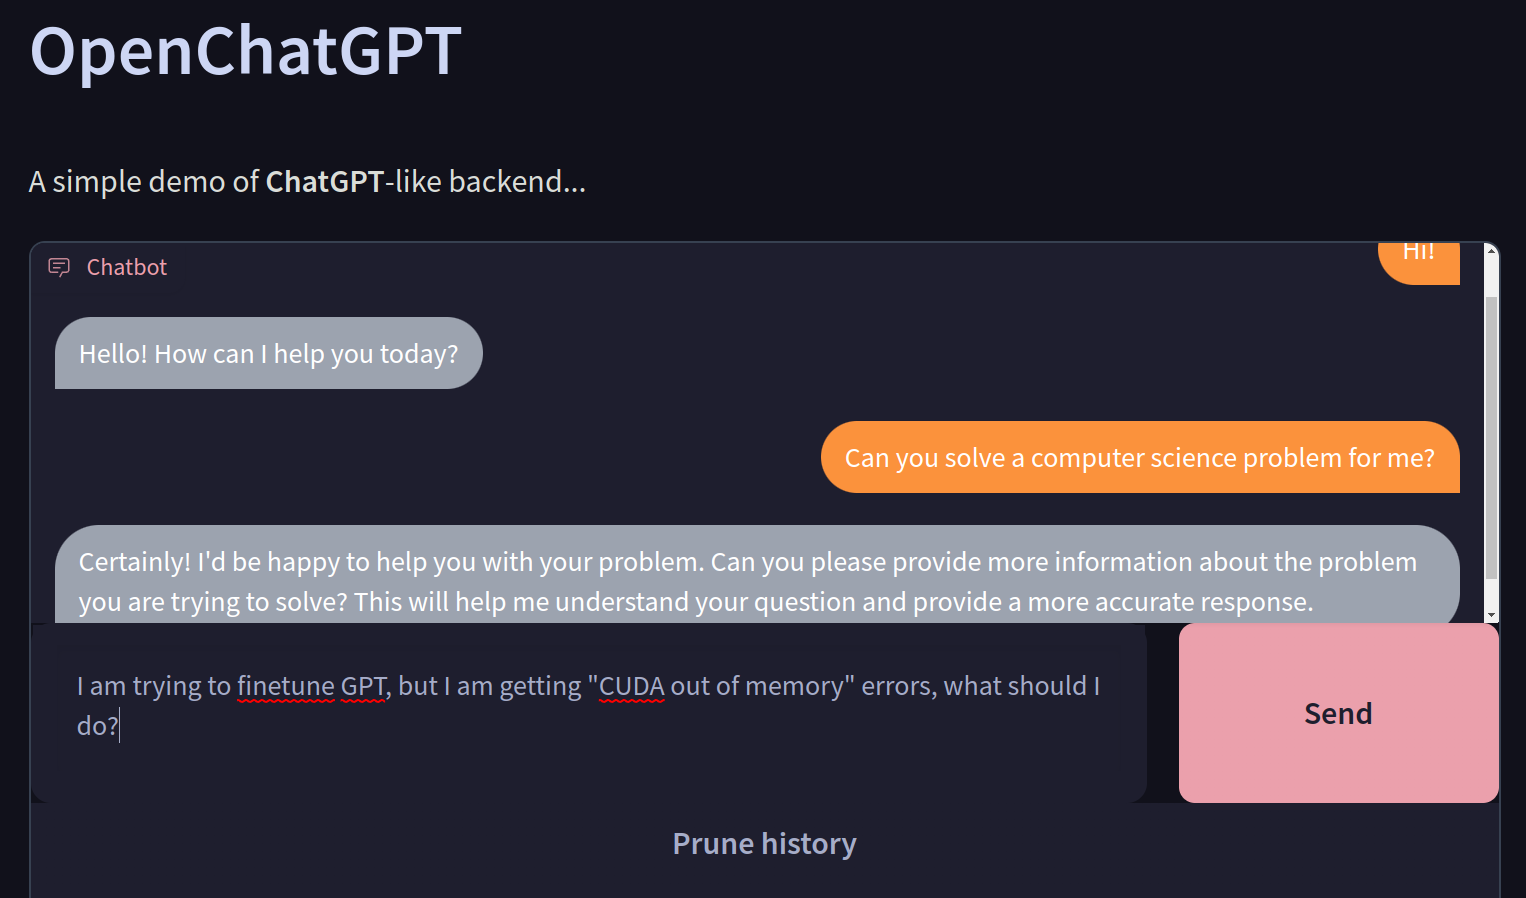 OpenChatGPT
A simple demo of ChatGPT-like backend...
Chatbot
Hi!
Hello! How can I help you today?
Can you solve a computer science problem for me?
Certainly! I'd be happy to help you with your problem. Can you please provide more information about the problem
you are trying to solve? This will help me understand your question and provide a more accurate response.
I am trying to finetune GPT, but I am getting "CUDA out of memory" errors, what should I
do?
Send
Prune history